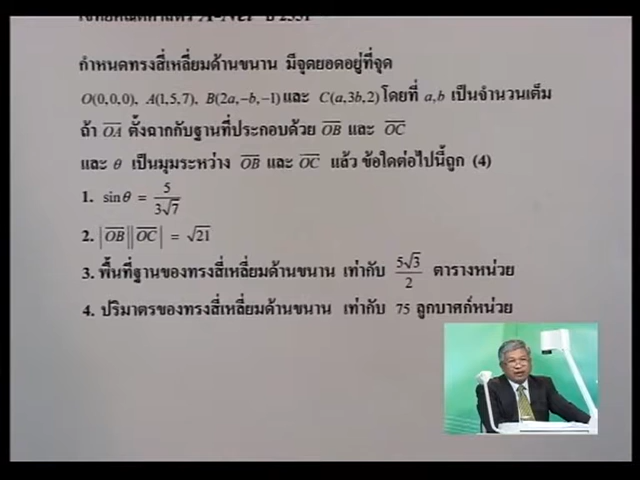 กำหนดทรงสี่เหลี่ยมด้านขนาน มีจุดยอดอยู่ที่จุด
O(0,0,0), A(1,5,7), B(2a,−b,−1) และ C(a,3b,2) โดยที่ a,b เป็นจำนวนเต็ม
ถ้า OA ตั้งฉากกับฐานที่ประกอบด้วย OB และ OC
และ θ เป็นมุมระหว่าง OB และ OC แล้ว ข้อใดต่อไปนี้ถูก (4)
1. sinθ = 5/(3√7)
2. |OB||OC| = √21
3. พื้นที่ฐานของทรงสี่เหลี่ยมด้านขนาน เท่ากับ 5√3/2 ตารางหน่วย
4. ปริมาตรของทรงสี่เหลี่ยมด้านขนาน เท่ากับ 75 ลูกบาศก์หน่วย